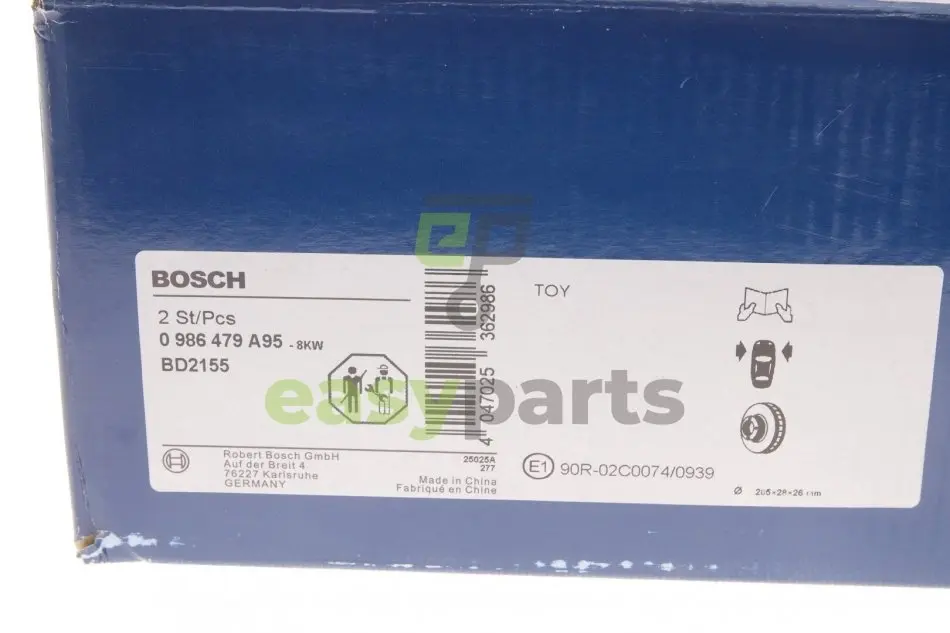 BOSCH
2 St/Pcs
0 986 479 A95 - 8KW
BD2155
Robert Bosch GmbH
Auf der Breit 4
76227 Karlsruhe
GERMANY
25025A
277
Made in China
Fabriqué en Chine
4 047025 362986
TOY
E1 90R-02C0074/0939
ep
easyparts